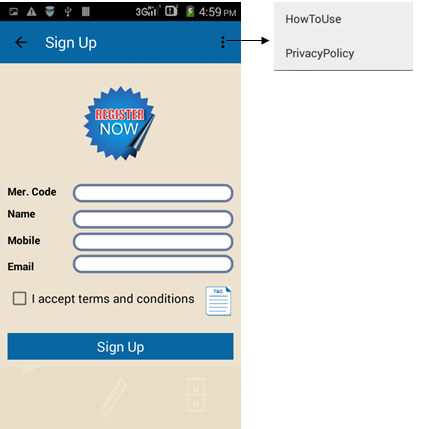 3G 4:59 PM
Sign Up
HowToUse
PrivacyPolicy
REGISTER
NOW
Mer. Code
Name
Mobile
Email
I accept terms and conditions
T&C
Sign Up